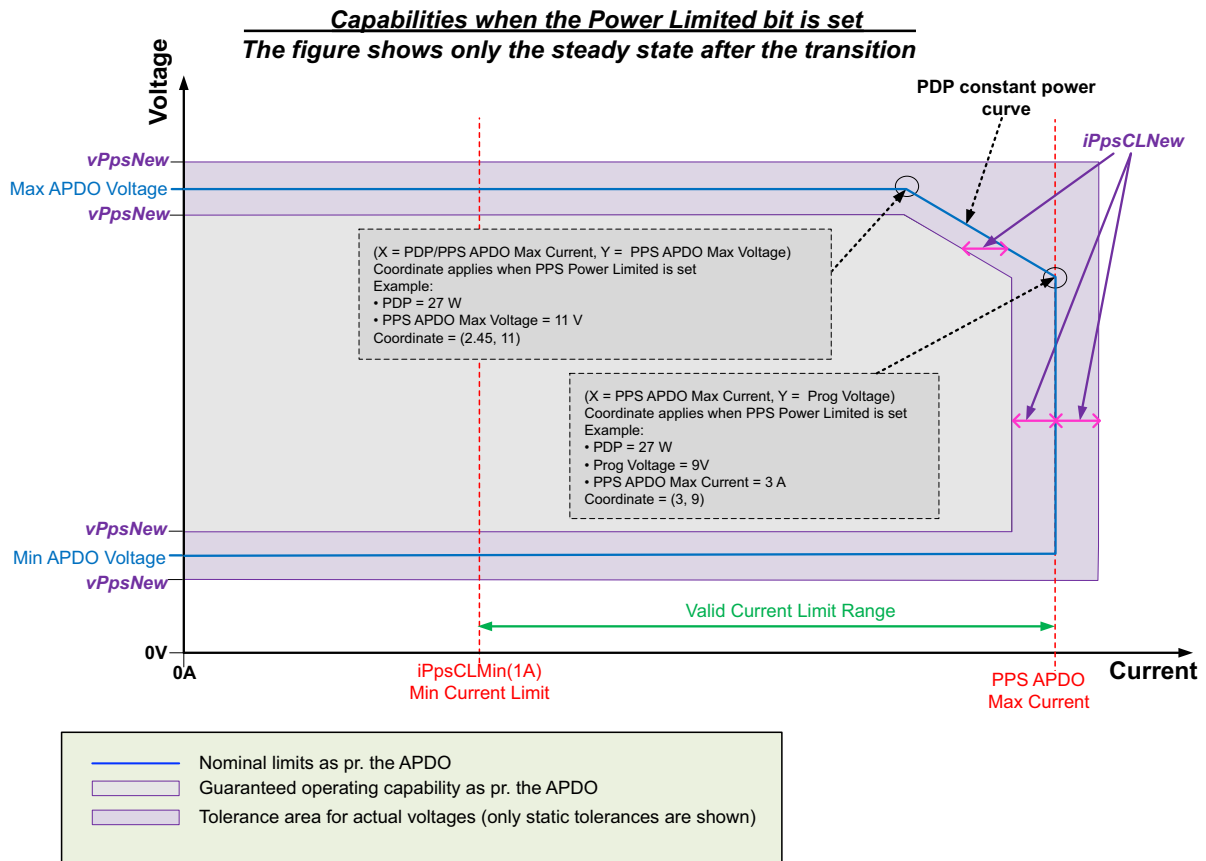 Capabilities when the Power Limited bit is set
The figure shows only the steady state after the transition
Voltage
PDP constant power
curve
iPpsCLNew
vPpsNew
Max APDO Voltage
vPpsNew
(X = PDP/PPS APDO Max Current, Y = PPS APDO Max Voltage)
Coordinate applies when PPS Power Limited is set
Example:
• PDP = 27 W
• PPS APDO Max Voltage = 11 V
Coordinate = (2.45, 11)
(X = PPS APDO Max Current, Y = Prog Voltage)
Coordinate applies when PPS Power Limited is set
Example:
• PDP = 27 W
• Prog Voltage = 9V
• PPS APDO Max Current = 3 A
Coordinate = (3, 9)
vPpsNew
Min APDO Voltage
vPpsNew
Valid Current Limit Range
0V
0A
iPpsCLMin(1A)
Min Current Limit
PPS APDO
Max Current
Current
Nominal limits as pr. the APDO
Guaranteed operating capability as pr. the APDO
Tolerance area for actual voltages (only static tolerances are shown)